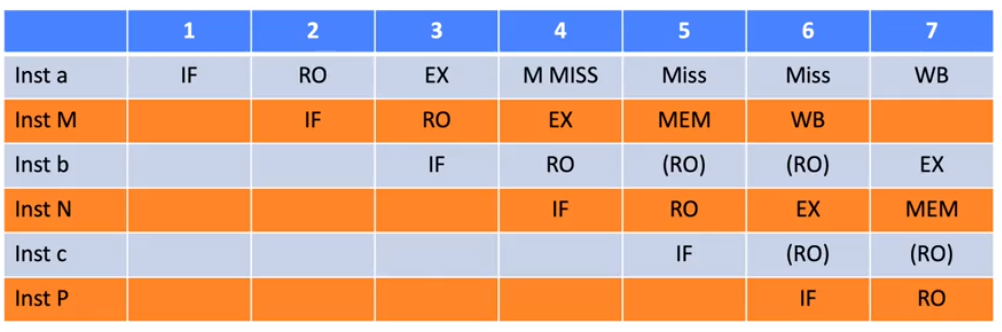 1 2 3 4 5 6 7
Inst a IF RO EX M MISS Miss Miss WB
Inst M IF RO EX MEM WB
Inst b IF RO (RO) (RO) EX
Inst N IF RO EX MEM
Inst c IF (RO) (RO)
Inst P IF RO